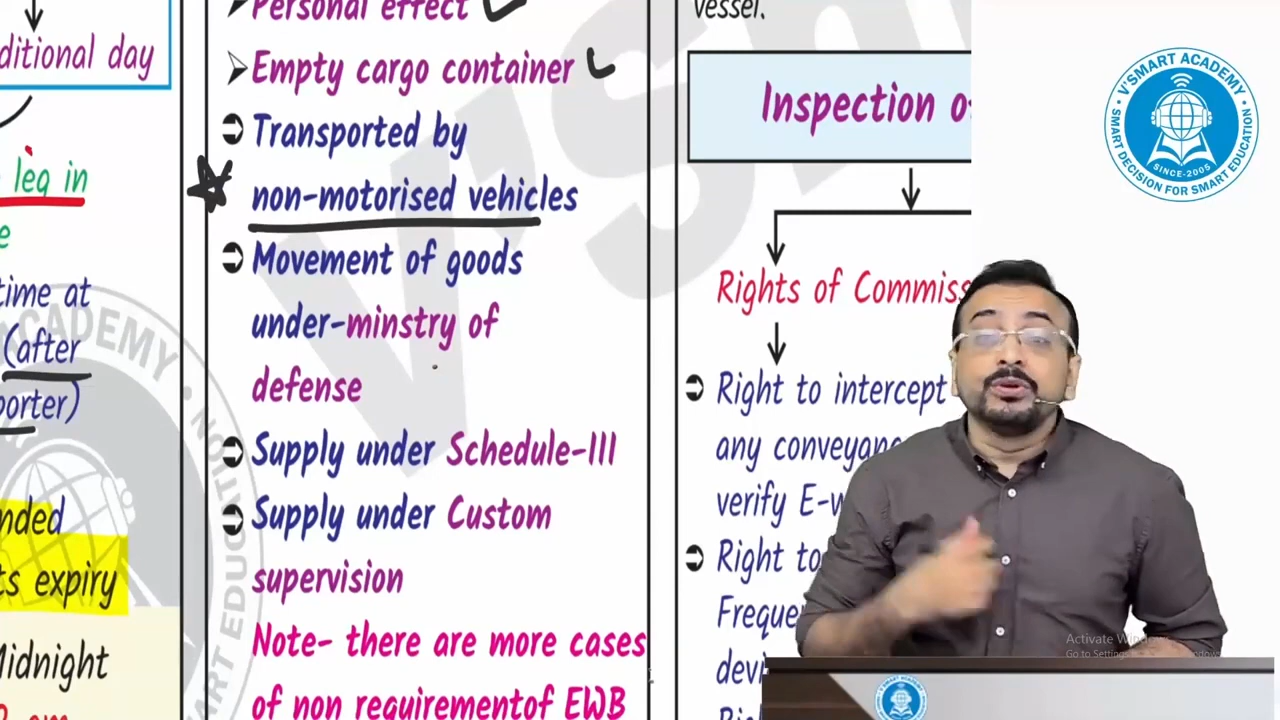 ditional day
leg in
e
time at
(after
porter)
nded
ts expiry
Midnight
Personal effect
Empty cargo container
Transported by
non-motorised vehicles
Movement of goods
under-minstry of
defense
Supply under Schedule-III
Supply under Custom
supervision
Note- there are more cases
of non requirementof EWB
vessel.
Inspection o
Rights of Commiss
Right to intercept
any conveyanc
verify E-w
Right to
Freque
devi
V'SMART ACADEMY
SMART DECISION FOR SMART EDUCATION
SINCE-2005
Activate Windo
Go to Settings